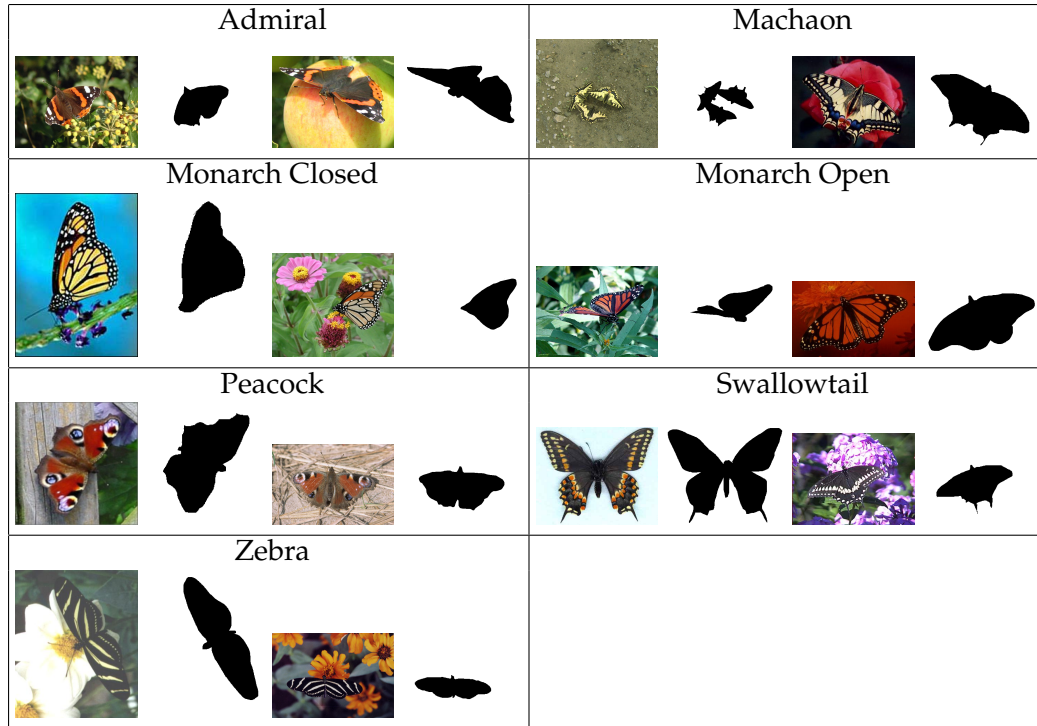 Admiral
Machaon
Monarch Closed
Monarch Open
Peacock
Swallowtail
Zebra